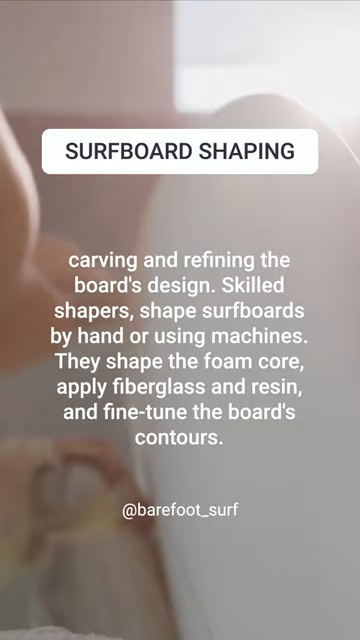 SURFBOARD SHAPING
carving and refining the
board's design. Skilled
shapers, shape surfboards
by hand or using machines.
They shape the foam core,
apply fiberglass and resin,
and fine-tune the board's
contours.
@barefoot_surf